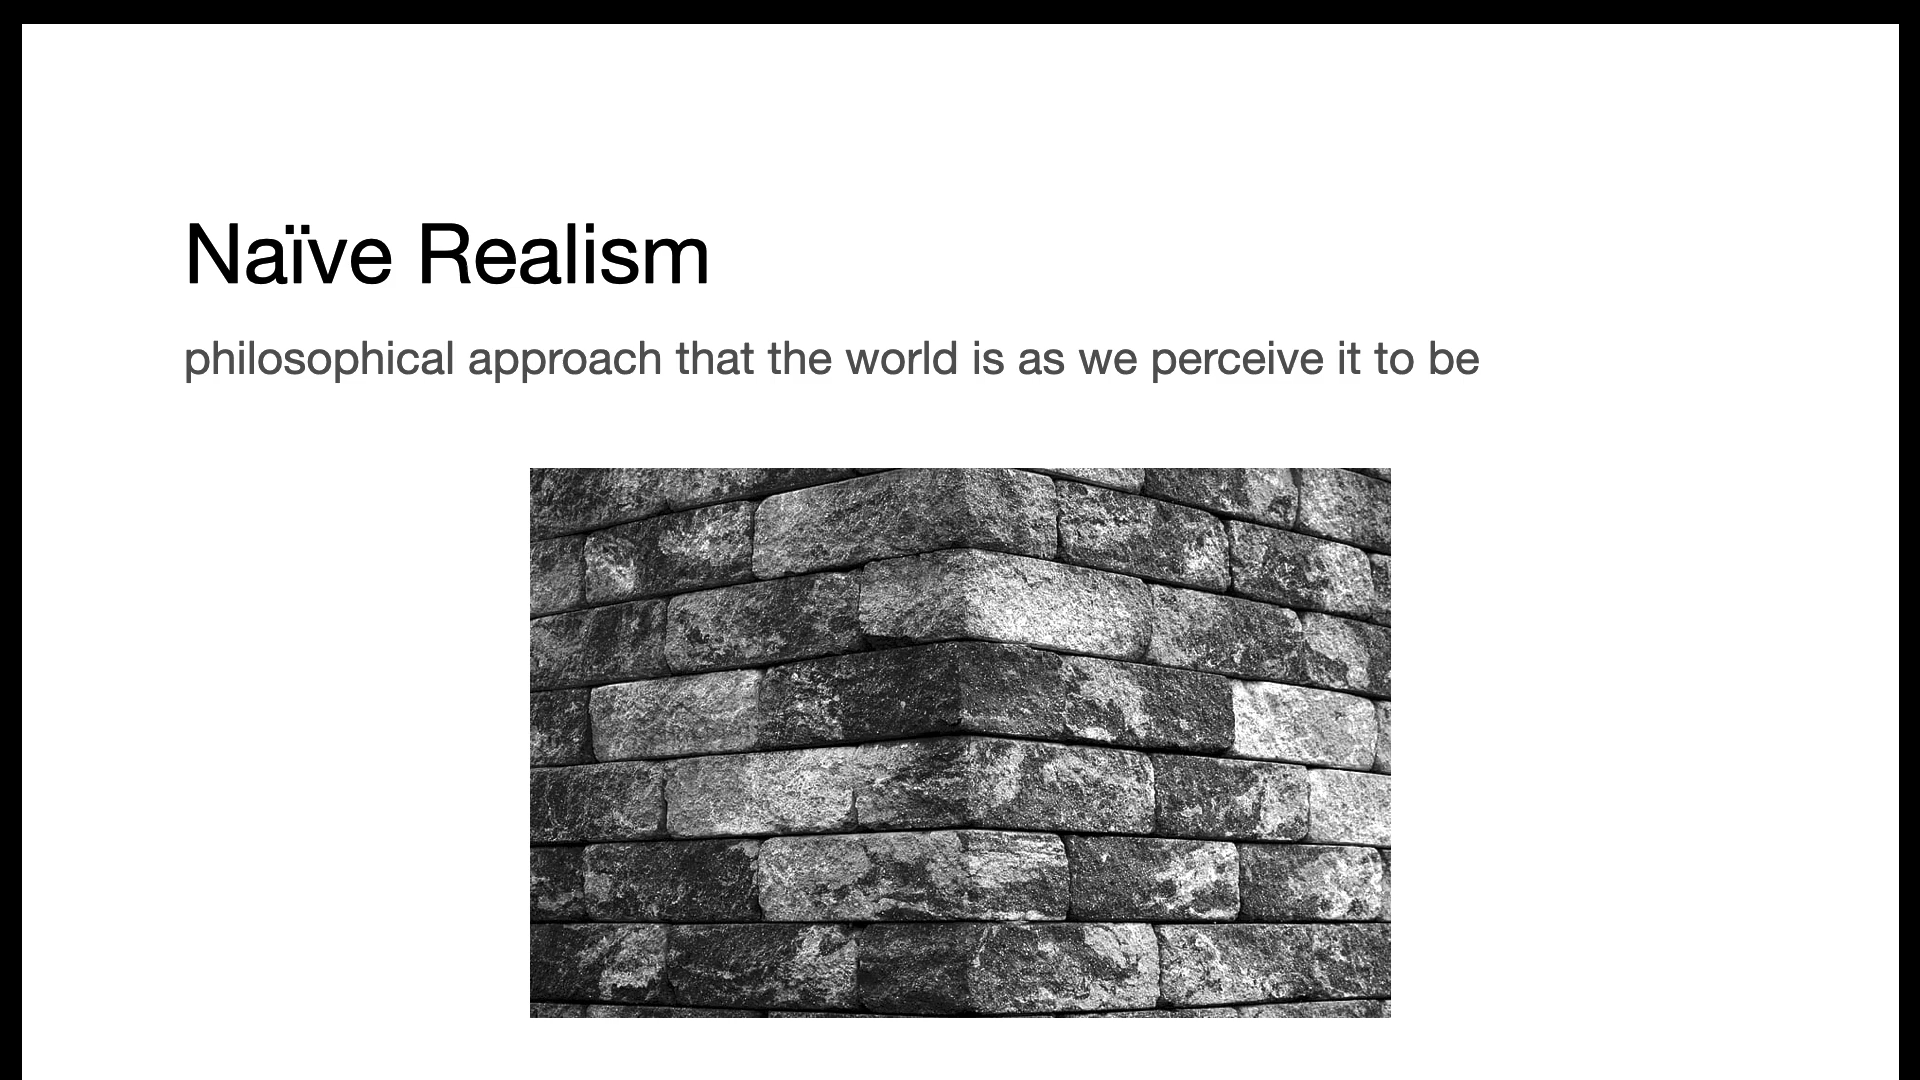 Naïve Realism
philosophical approach that the world is as we perceive it to be